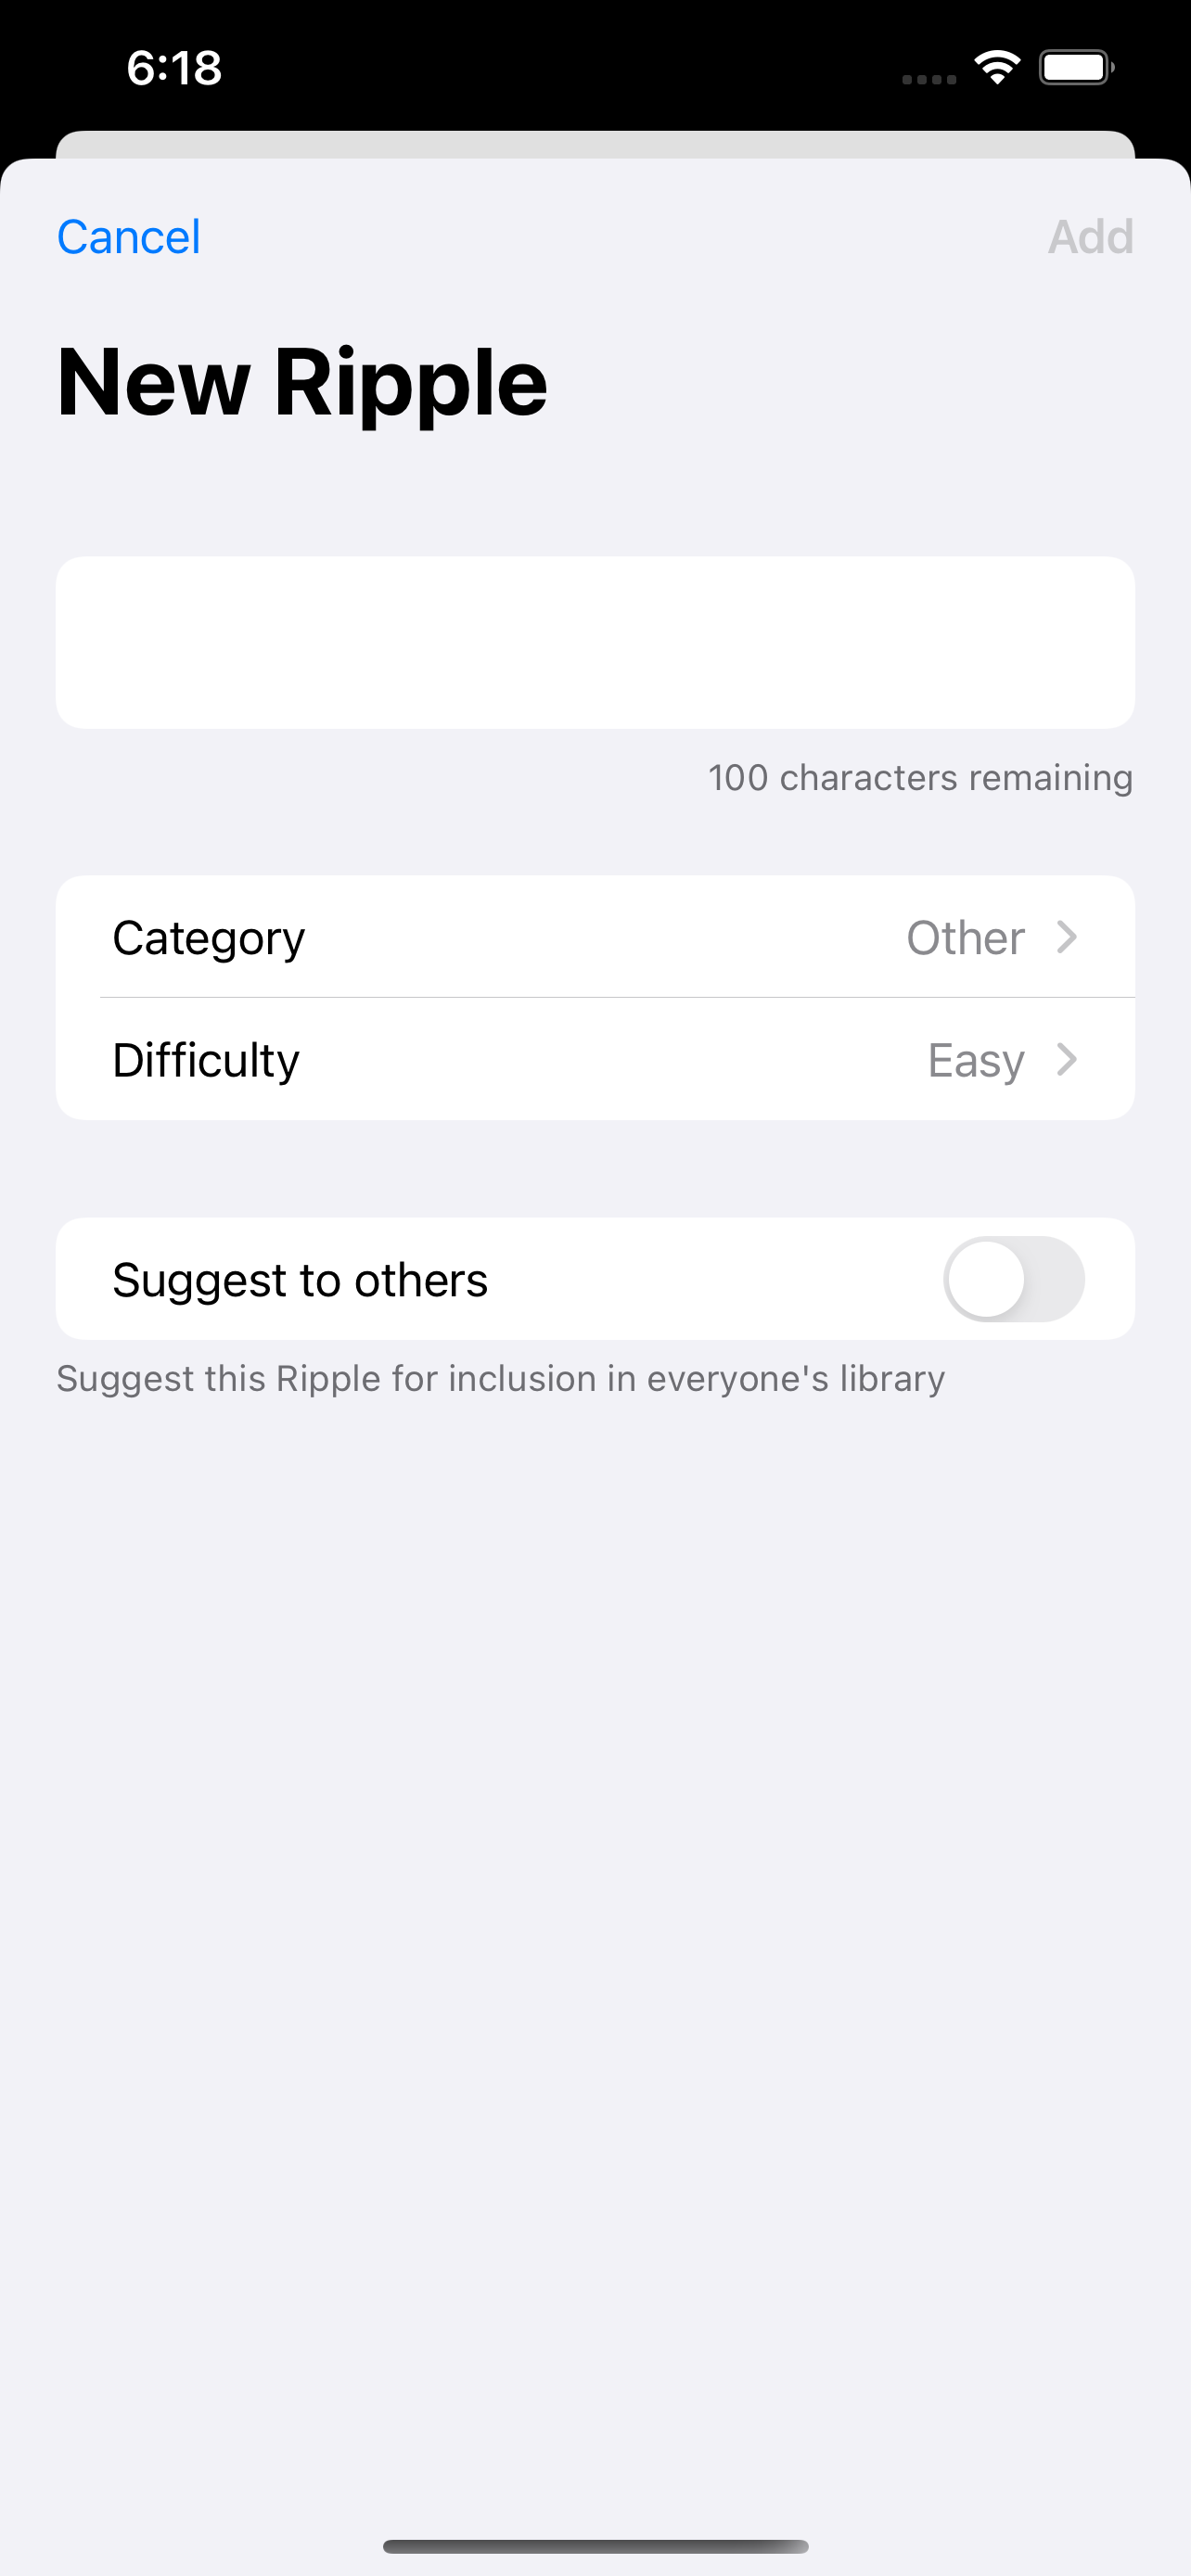 6:18
Cancel
Add
New Ripple
100 characters remaining
Category
Other
Difficulty
Easy
Suggest to others
Suggest this Ripple for inclusion in everyone's library